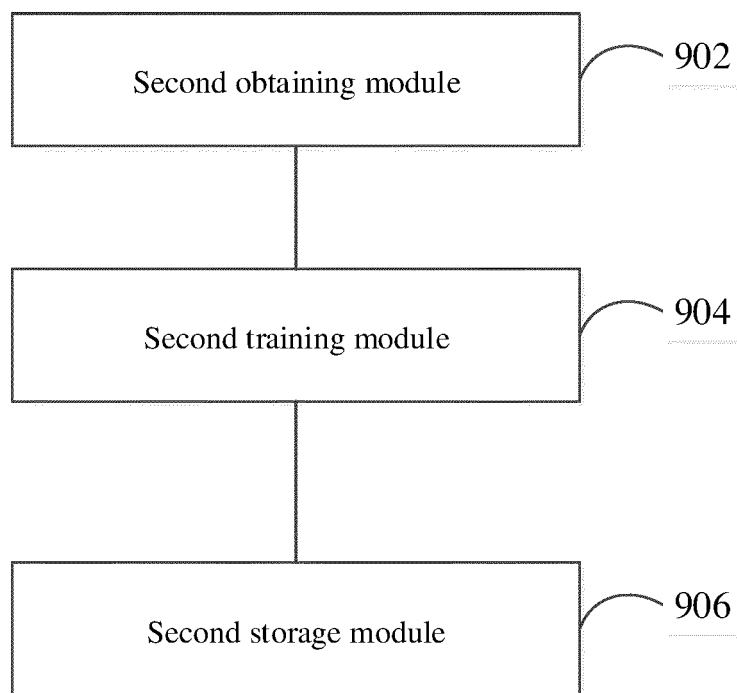 Second obtaining module
902
Second training module
904
Second storage module
906